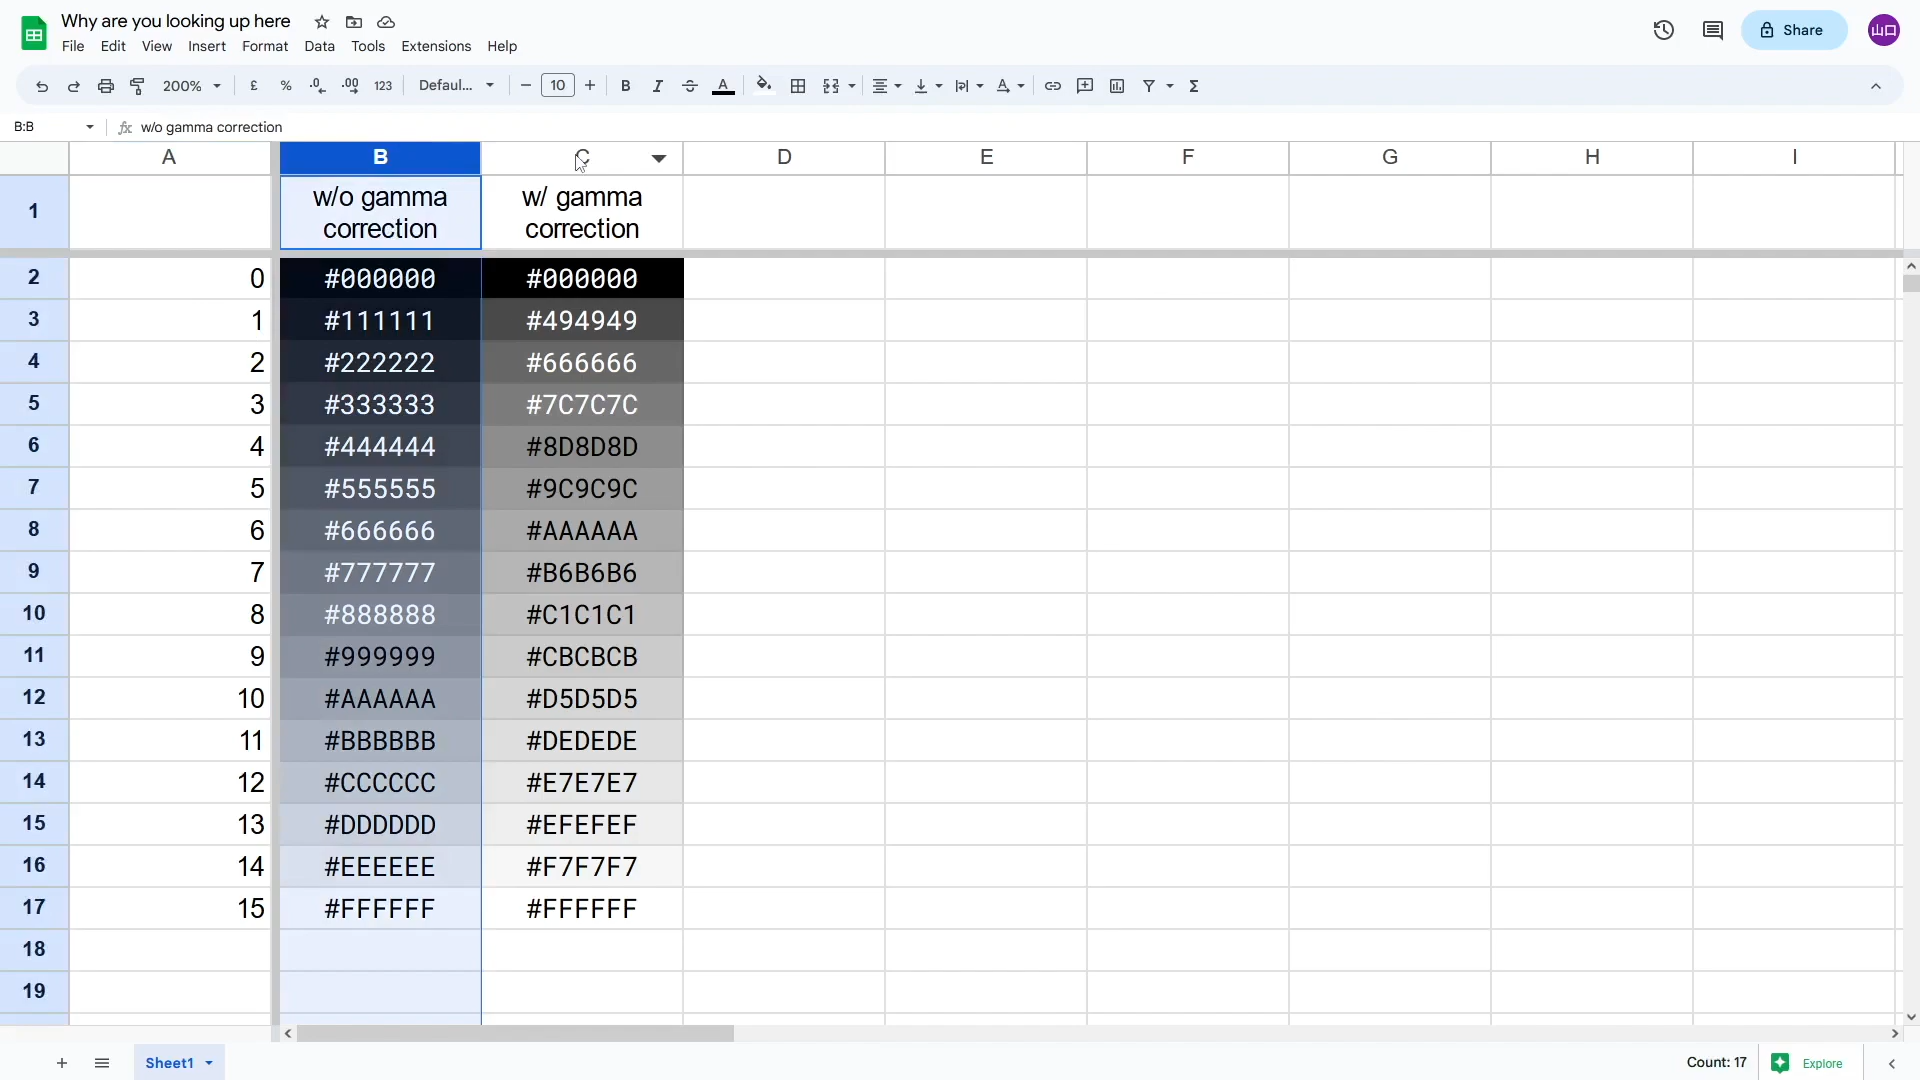 Why are you looking up here
File Edit View Insert Format Data Tools Extensions Help
Share
山口
200% £ % .0 .00 123 Defaul... − 10 + B I S A A Σ
B:B fx w/o gamma correction
A B C D E F G H I
1 w/o gamma correction w/ gamma correction
2 0 #000000 #000000
3 1 #111111 #494949
4 2 #222222 #666666
5 3 #333333 #7C7C7C
6 4 #444444 #8D8D8D
7 5 #555555 #9C9C9C
8 6 #666666 #AAAAAA
9 7 #777777 #B6B6B6
10 8 #888888 #C1C1C1
11 9 #999999 #CBCBCB
12 10 #AAAAAA #D5D5D5
13 11 #BBBBBB #DEDEDE
14 12 #CCCCCC #E7E7E7
15 13 #DDDDDD #EFEFEF
16 14 #EEEEEE #F7F7F7
17 15 #FFFFFF #FFFFFF
18
19
+ Sheet1 Count: 17 Explore